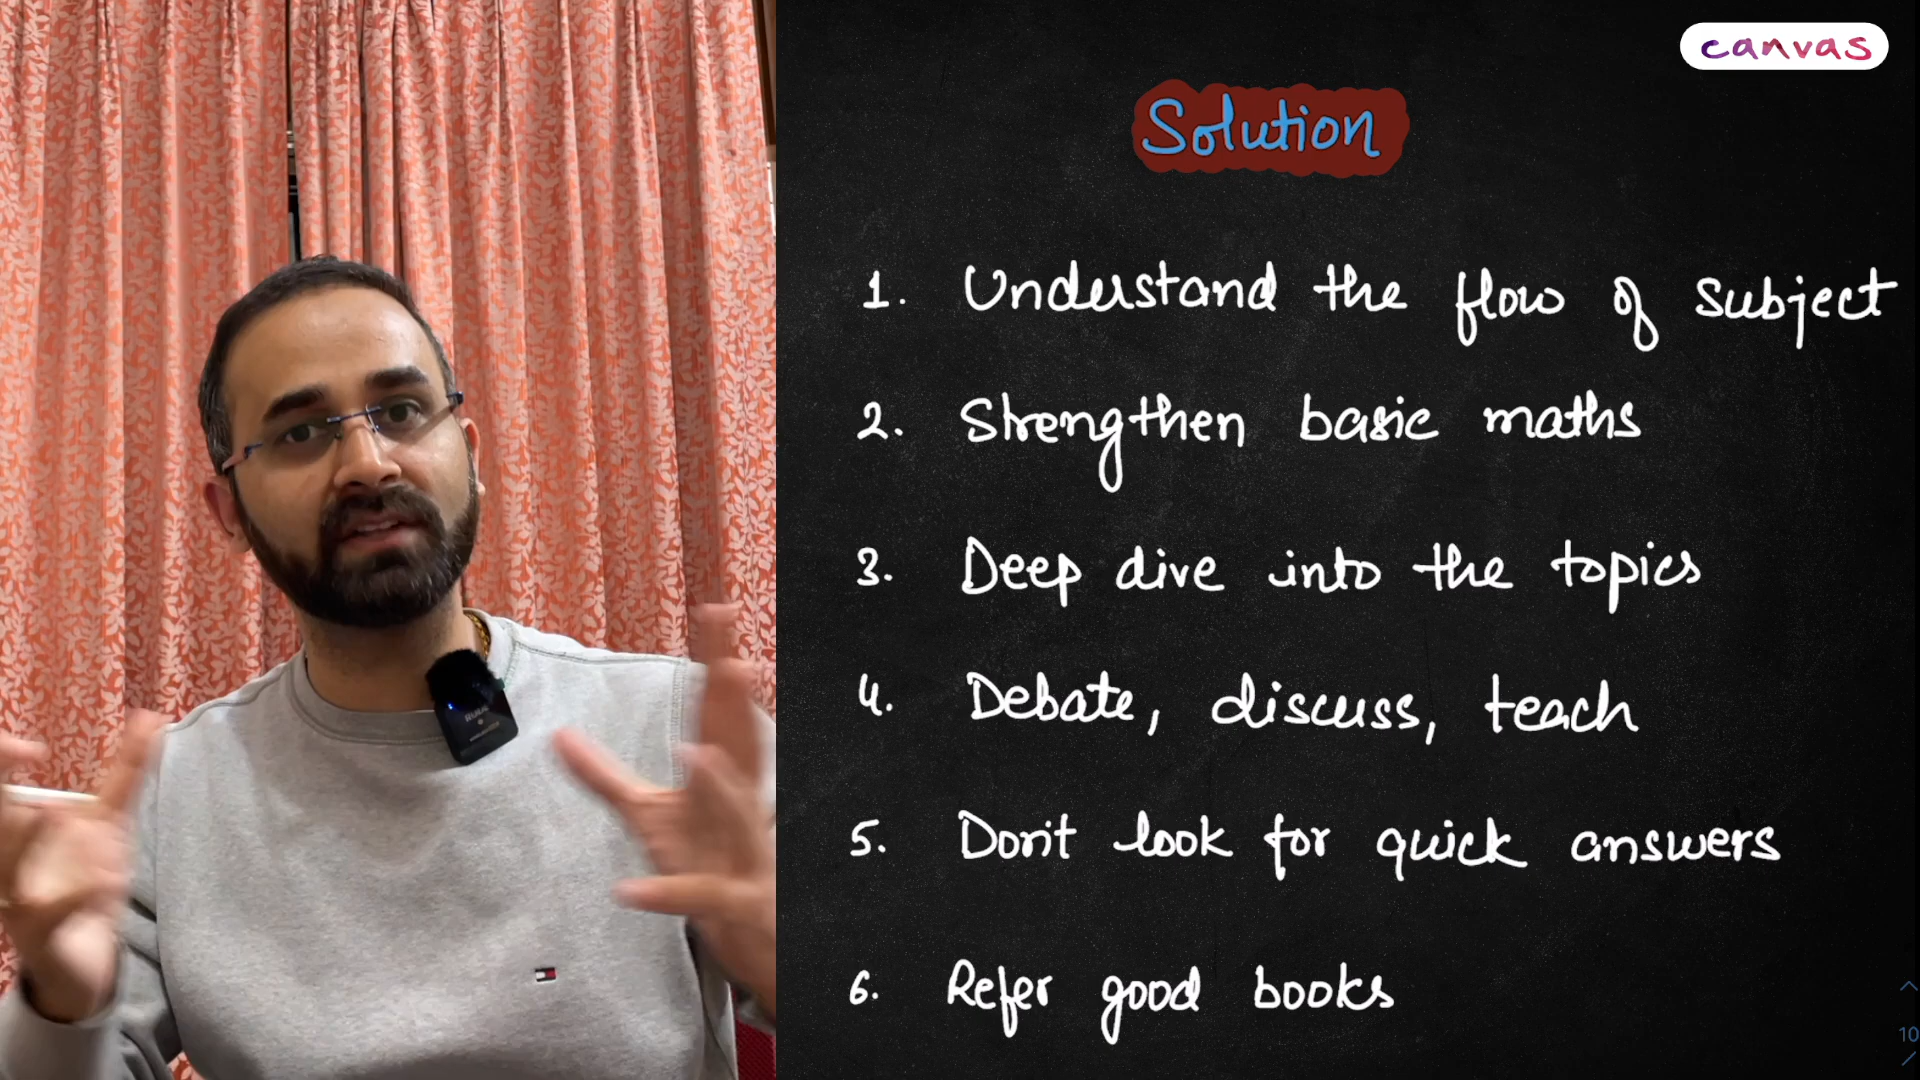 canvas
Solution
1. Understand the flow of subject
2. Strengthen basic maths
3. Deep dive into the topics
4. Debate, discuss, teach
5. Don't look for quick answers
6. Refer good books
10